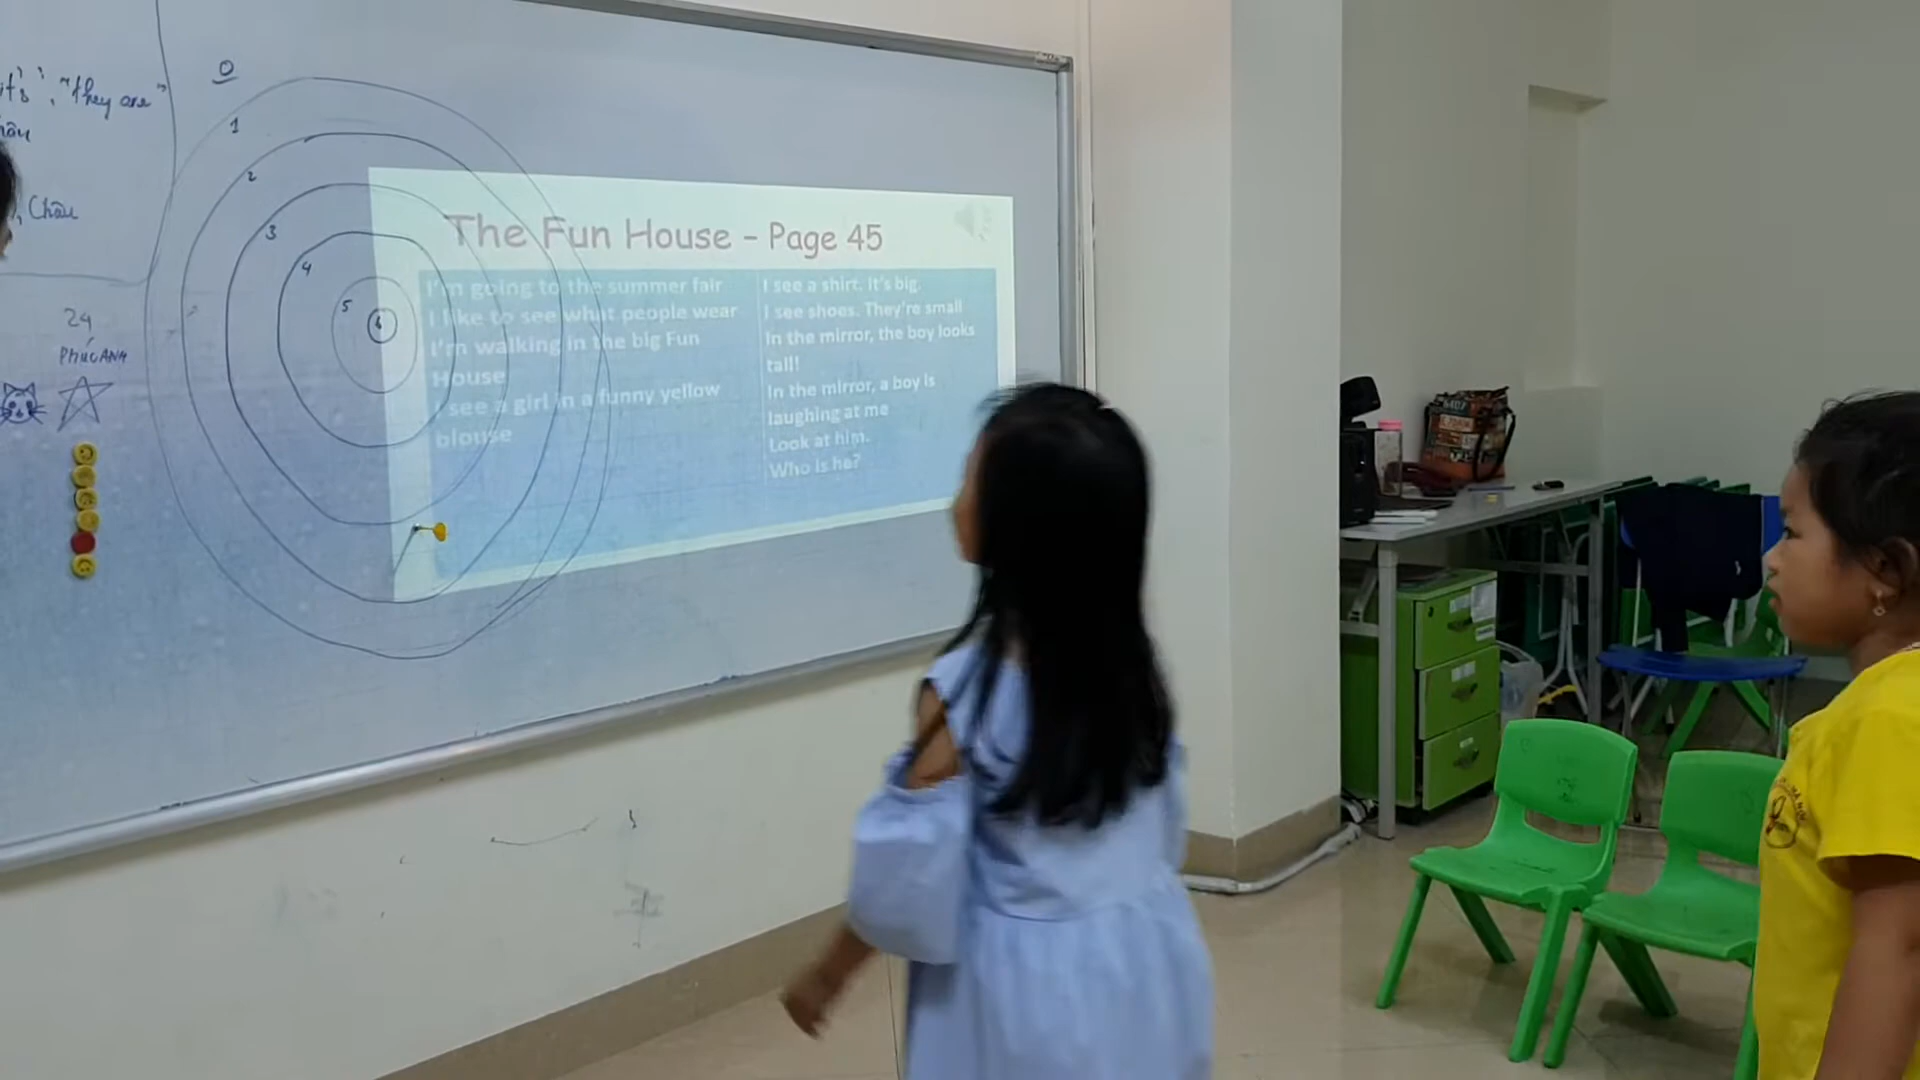 "they are"
, Châu
24
PHÚC ANH
0
1
2
3
4
5
6
The Fun House – Page 45
I'm going to the summer fair
I like to see what people wear
I'm walking in the big Fun
House
I see a girl in a funny yellow
blouse
I see a shirt. It's big.
I see shoes. They're small
In the mirror, the boy looks
tall!
In the mirror, a boy is
laughing at me
Look at him.
Who is he?